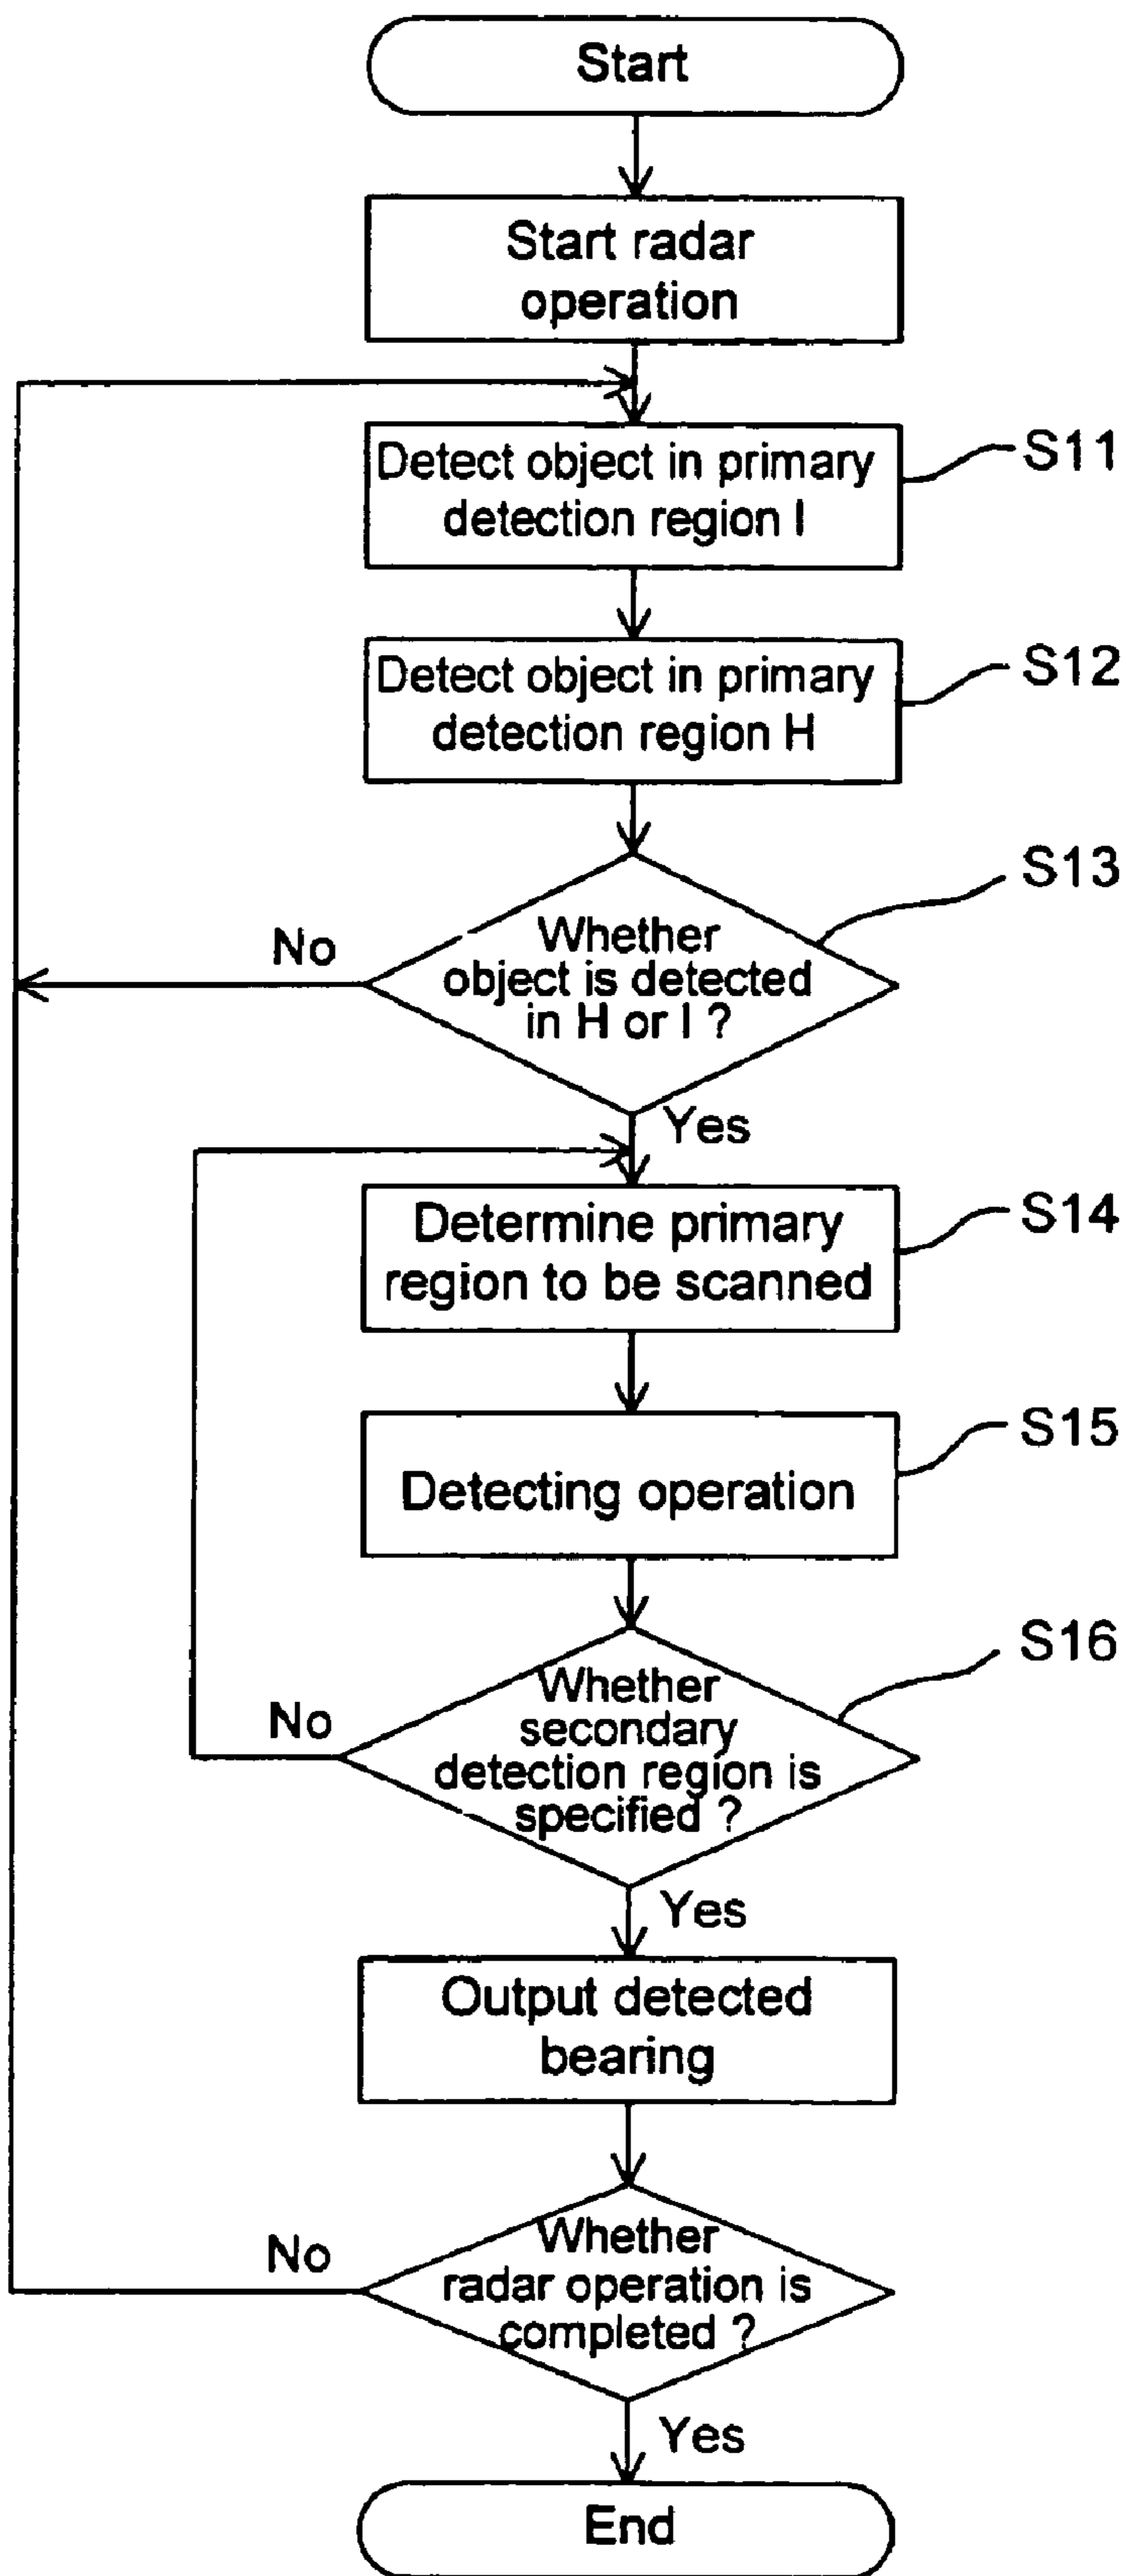 Start
Start radar
operation
Detect object in primary
detection region I
S11
Detect object in primary
detection region H
S12
Whether
object is detected
in H or I ?
S13
No
Yes
Determine primary
region to be scanned
S14
Detecting operation
S15
Whether
secondary
detection region is
specified ?
S16
No
Yes
Output detected
bearing
Whether
radar operation is
completed ?
No
Yes
End